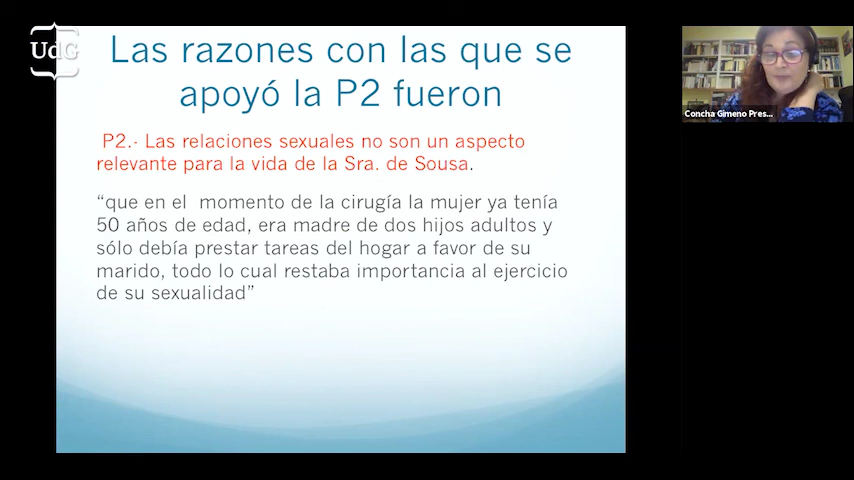 UdG
Las razones con las que se
apoyó la P2 fueron
P2.- Las relaciones sexuales no son un aspecto
relevante para la vida de la Sra. de Sousa.
“que en el momento de la cirugía la mujer ya tenía
50 años de edad, era madre de dos hijos adultos y
sólo debía prestar tareas del hogar a favor de su
marido, todo lo cual restaba importancia al ejercicio
de su sexualidad”
Concha Gimeno Pres...